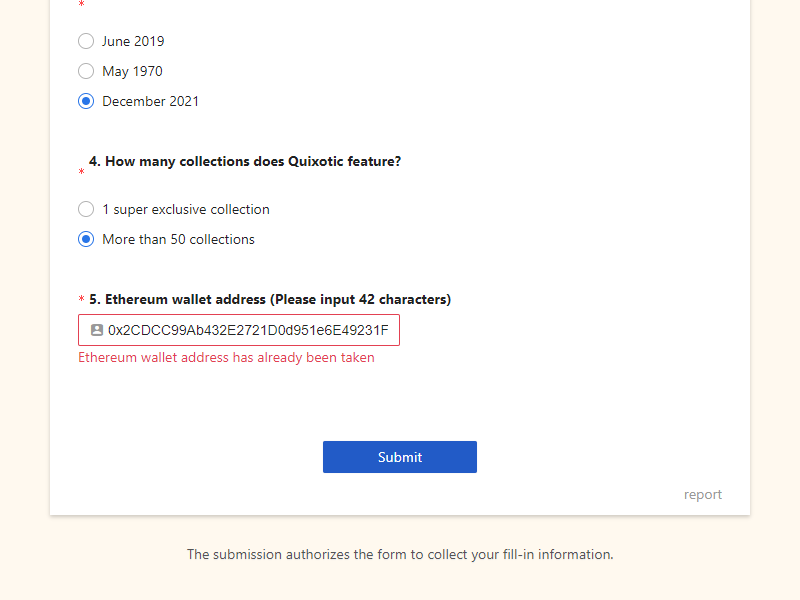 *
June 2019
May 1970
December 2021
4. How many collections does Quixotic feature?
*
1 super exclusive collection
More than 50 collections
* 5. Ethereum wallet address (Please input 42 characters)
0x2CDCC99Ab432E2721D0d951e6E49231F
Ethereum wallet address has already been taken
Submit
report
The submission authorizes the form to collect your fill-in information.